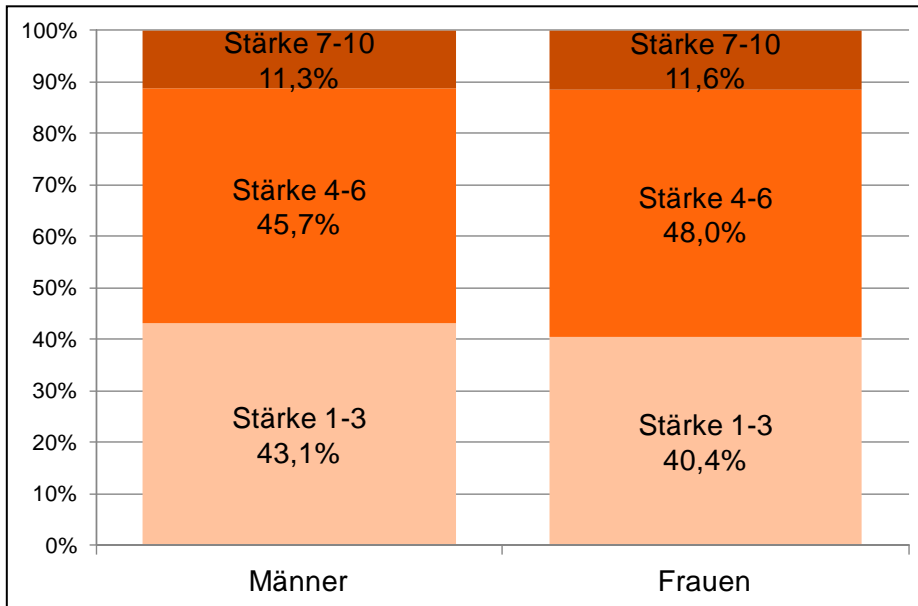 100%
90%
80%
70%
60%
50%
40%
30%
20%
10%
0%
Stärke 7-10
11,3%
Stärke 4-6
45,7%
Stärke 1-3
43,1%
Stärke 7-10
11,6%
Stärke 4-6
48,0%
Stärke 1-3
40,4%
Männer
Frauen